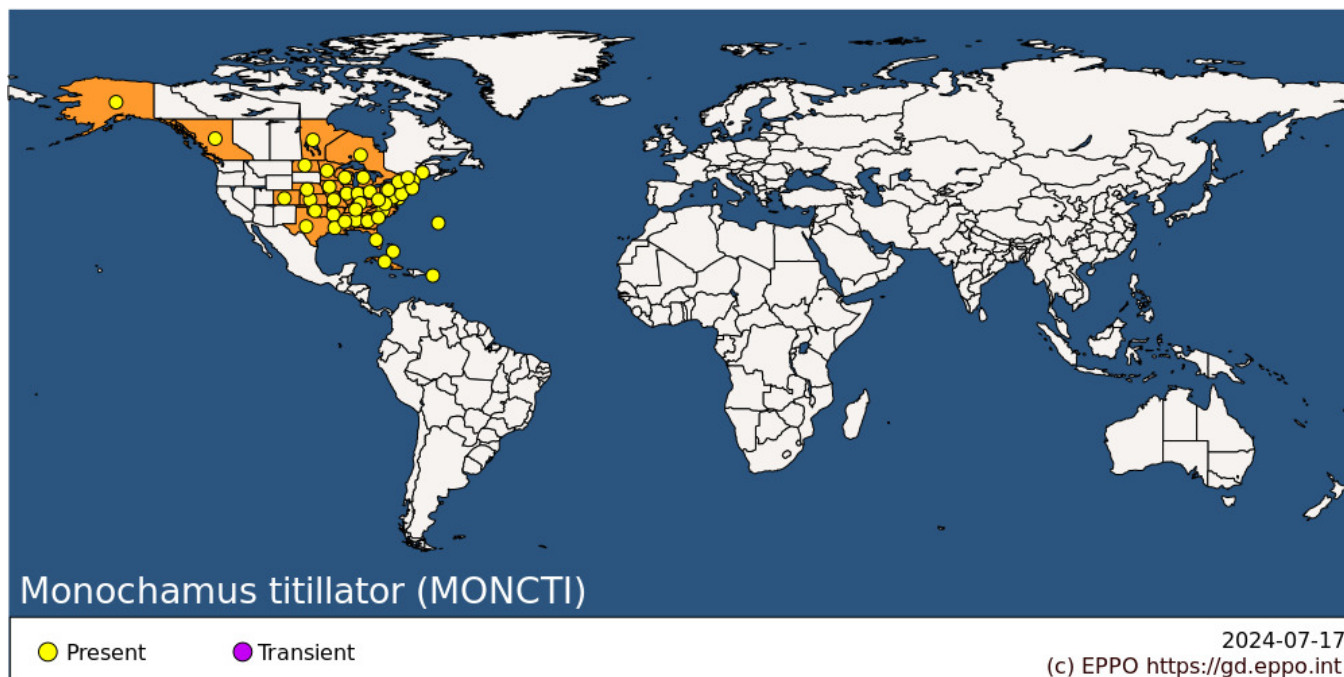 Monochamus titillator (MONCTI)
Present
Transient
2024-07-17
(c) EPPO https://gd.eppo.int